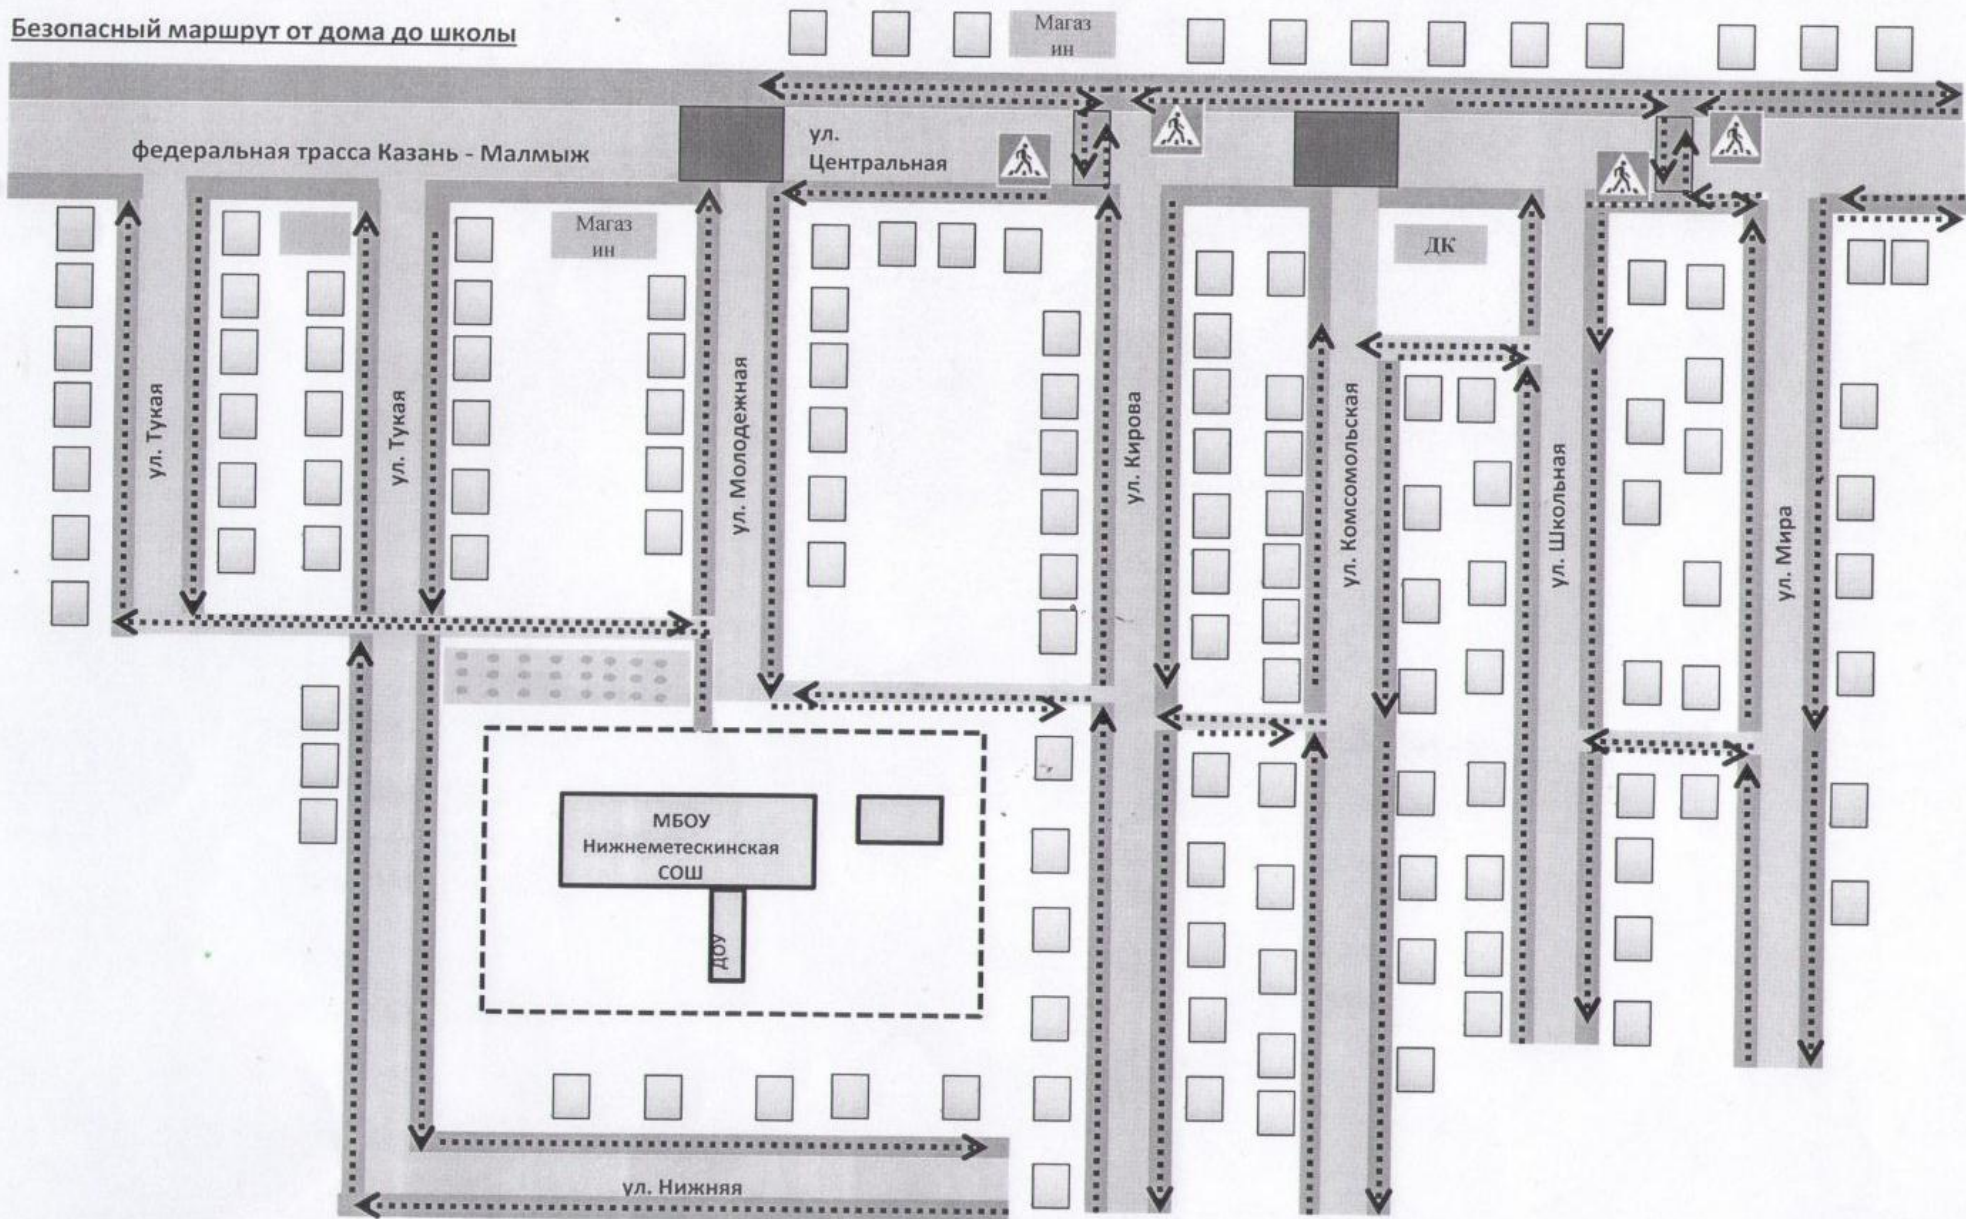 Безопасный маршрут от дома до школы
Магаз
ин
федеральная трасса Казань - Малмыж
ул.
Центральная
Магаз
ин
ДК
ул. Тукая
ул. Тукая
ул. Молодежная
ул. Кирова
ул. Комсомольская
ул. Школьная
ул. Мира
МБОУ
Нижнеметескинская
СОШ
ДОУ
ул. Нижняя